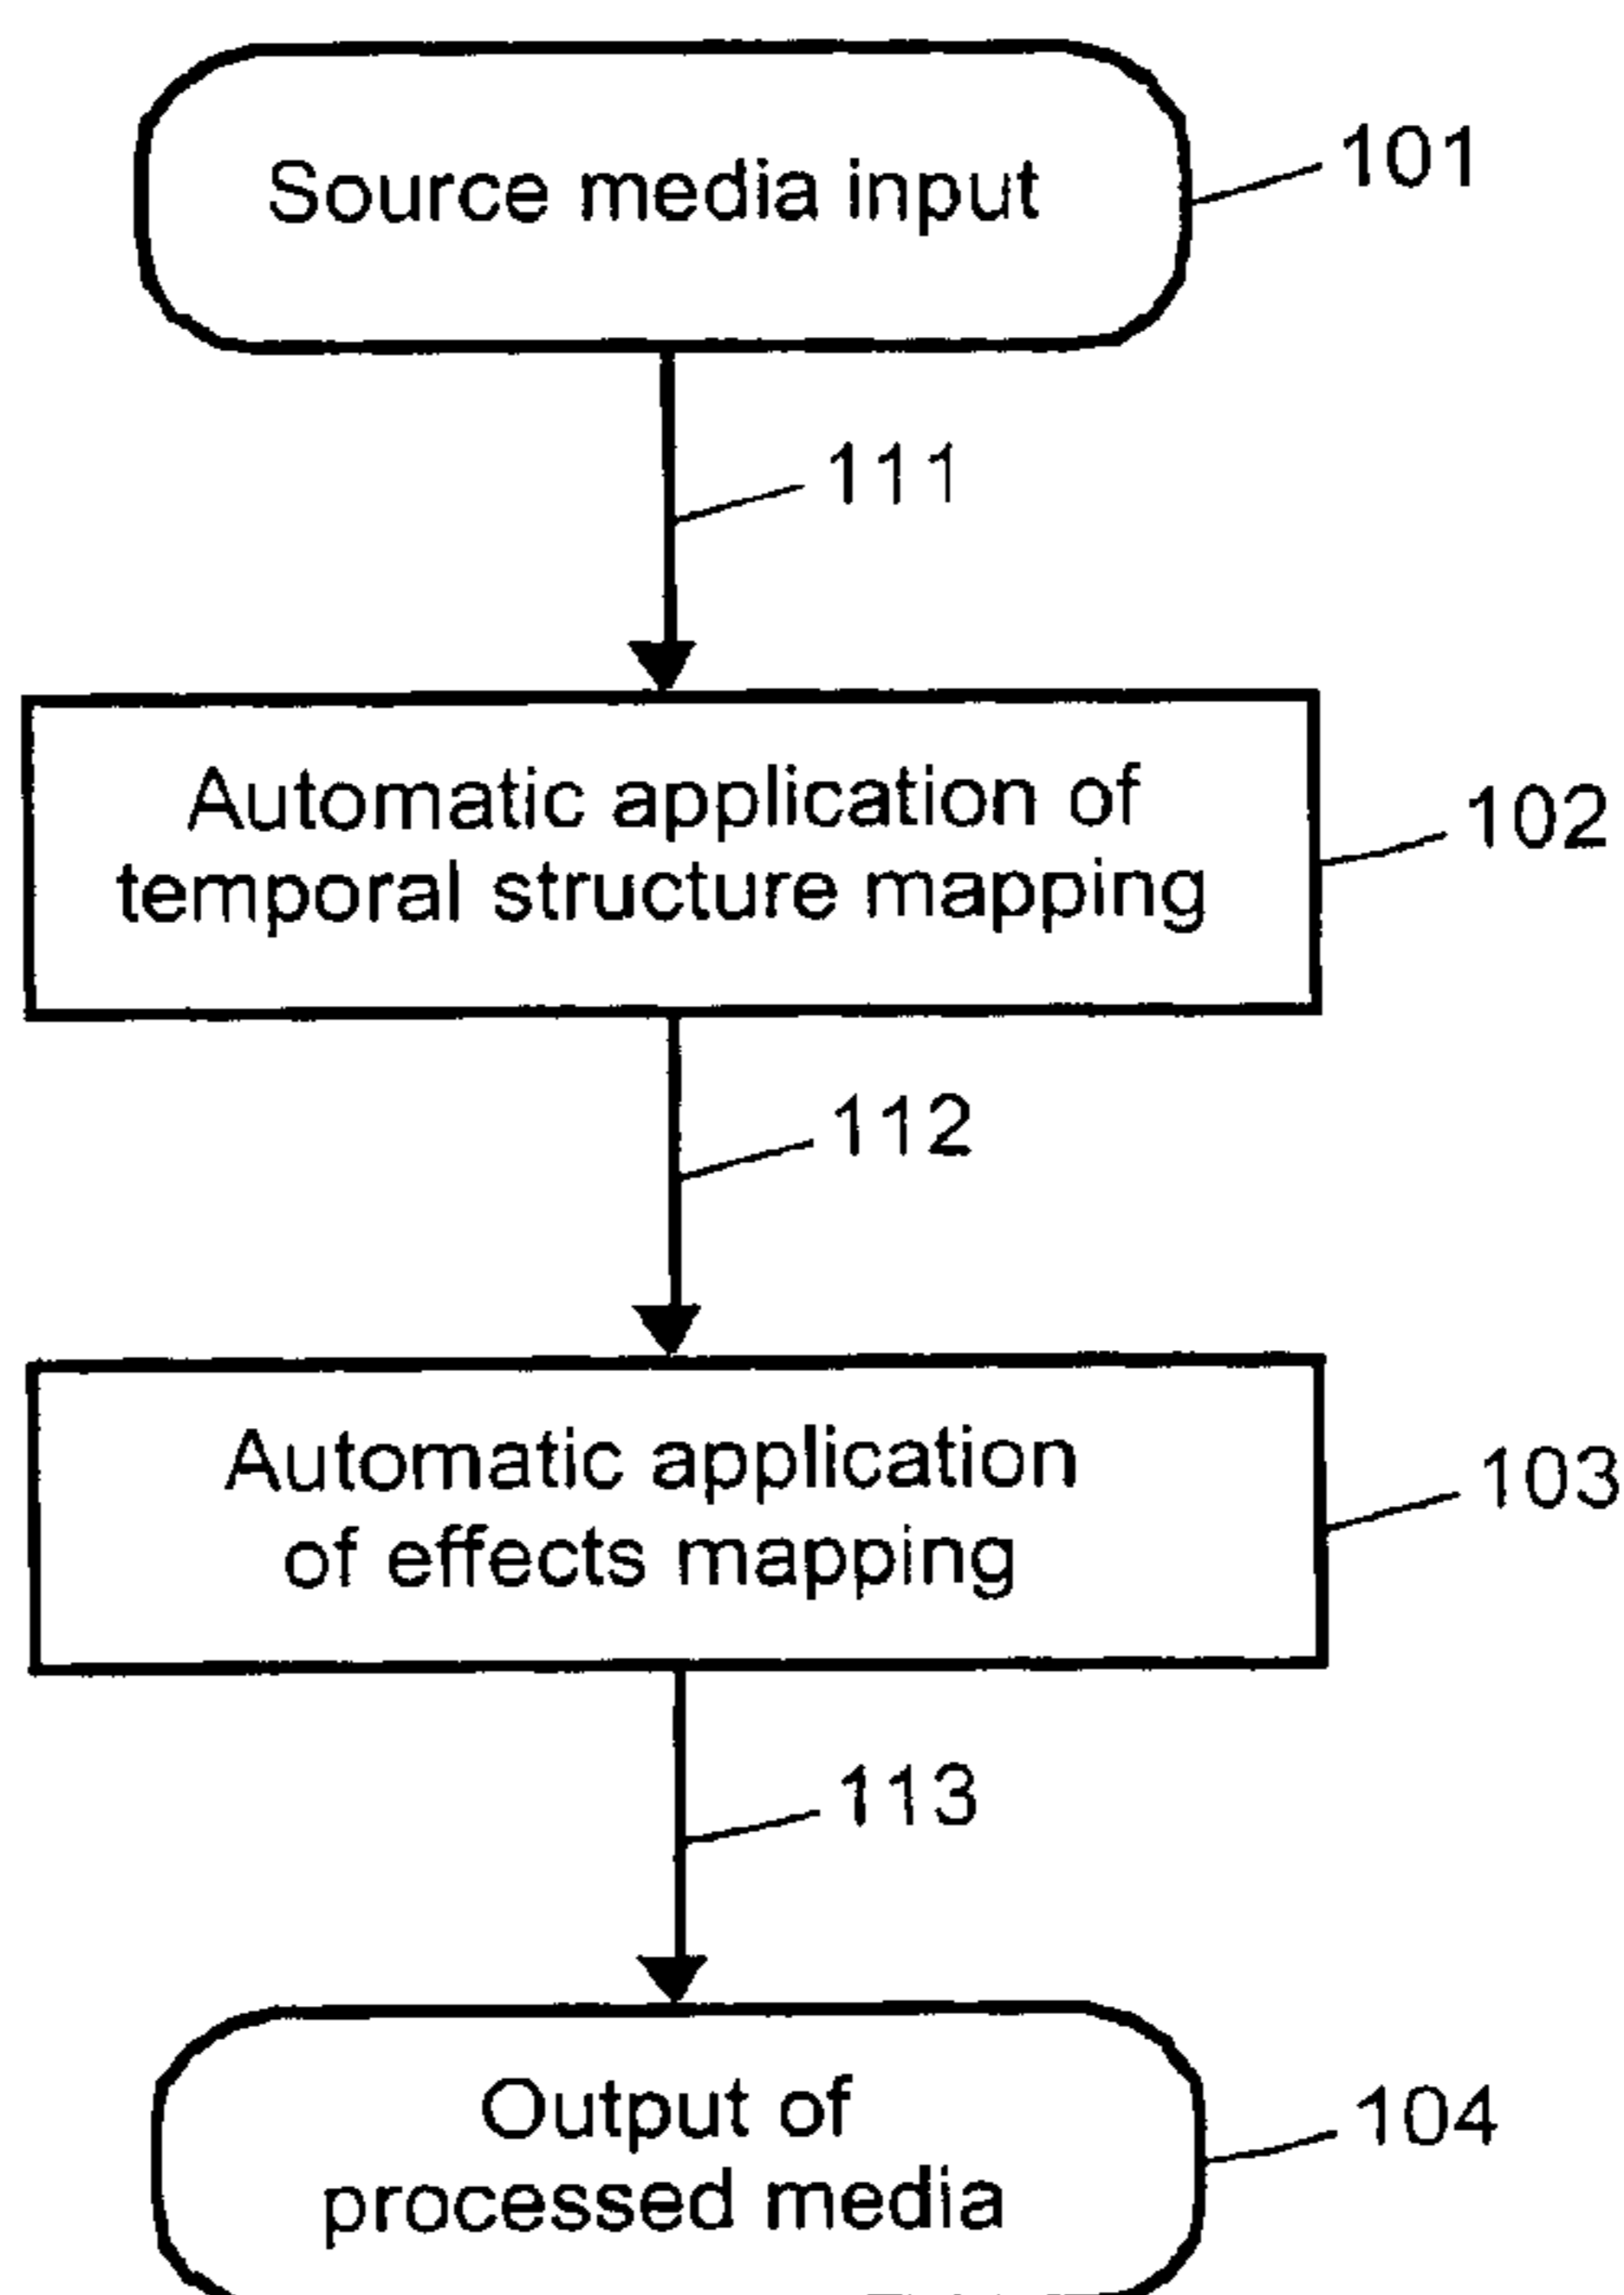 Source media input
101
111
Automatic application of
temporal structure mapping
102
112
Automatic application
of effects mapping
103
113
Output of
processed media
104